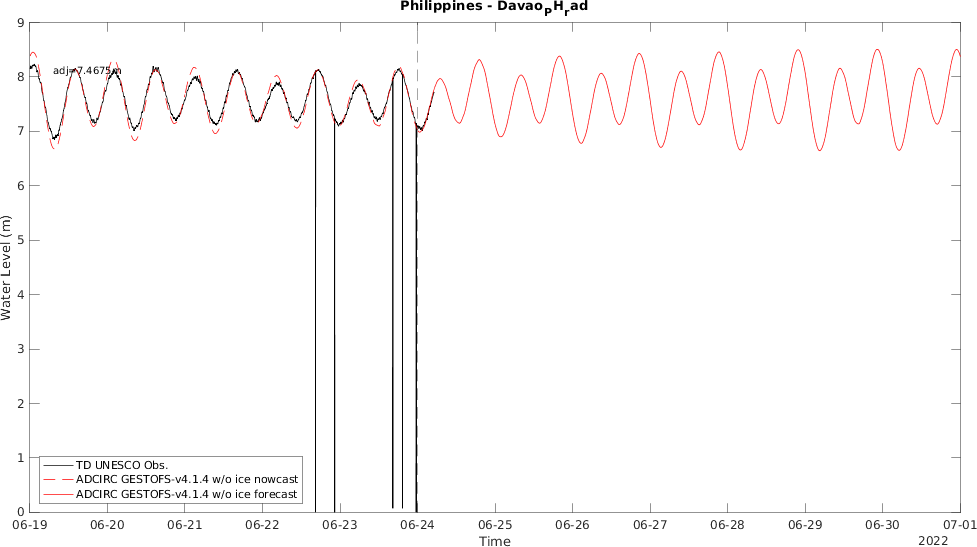 Philippines - Davao_PH_rad
9
8
7
6
5
4
3
2
1
0
Water Level (m)
adj=7.4675m
TD UNESCO Obs.
ADCIRC GESTOFS-v4.1.4 w/o ice nowcast
ADCIRC GESTOFS-v4.1.4 w/o ice forecast
06-19 06-20 06-21 06-22 06-23 06-24 06-25 06-26 06-27 06-28 06-29 06-30 07-01
Time
2022